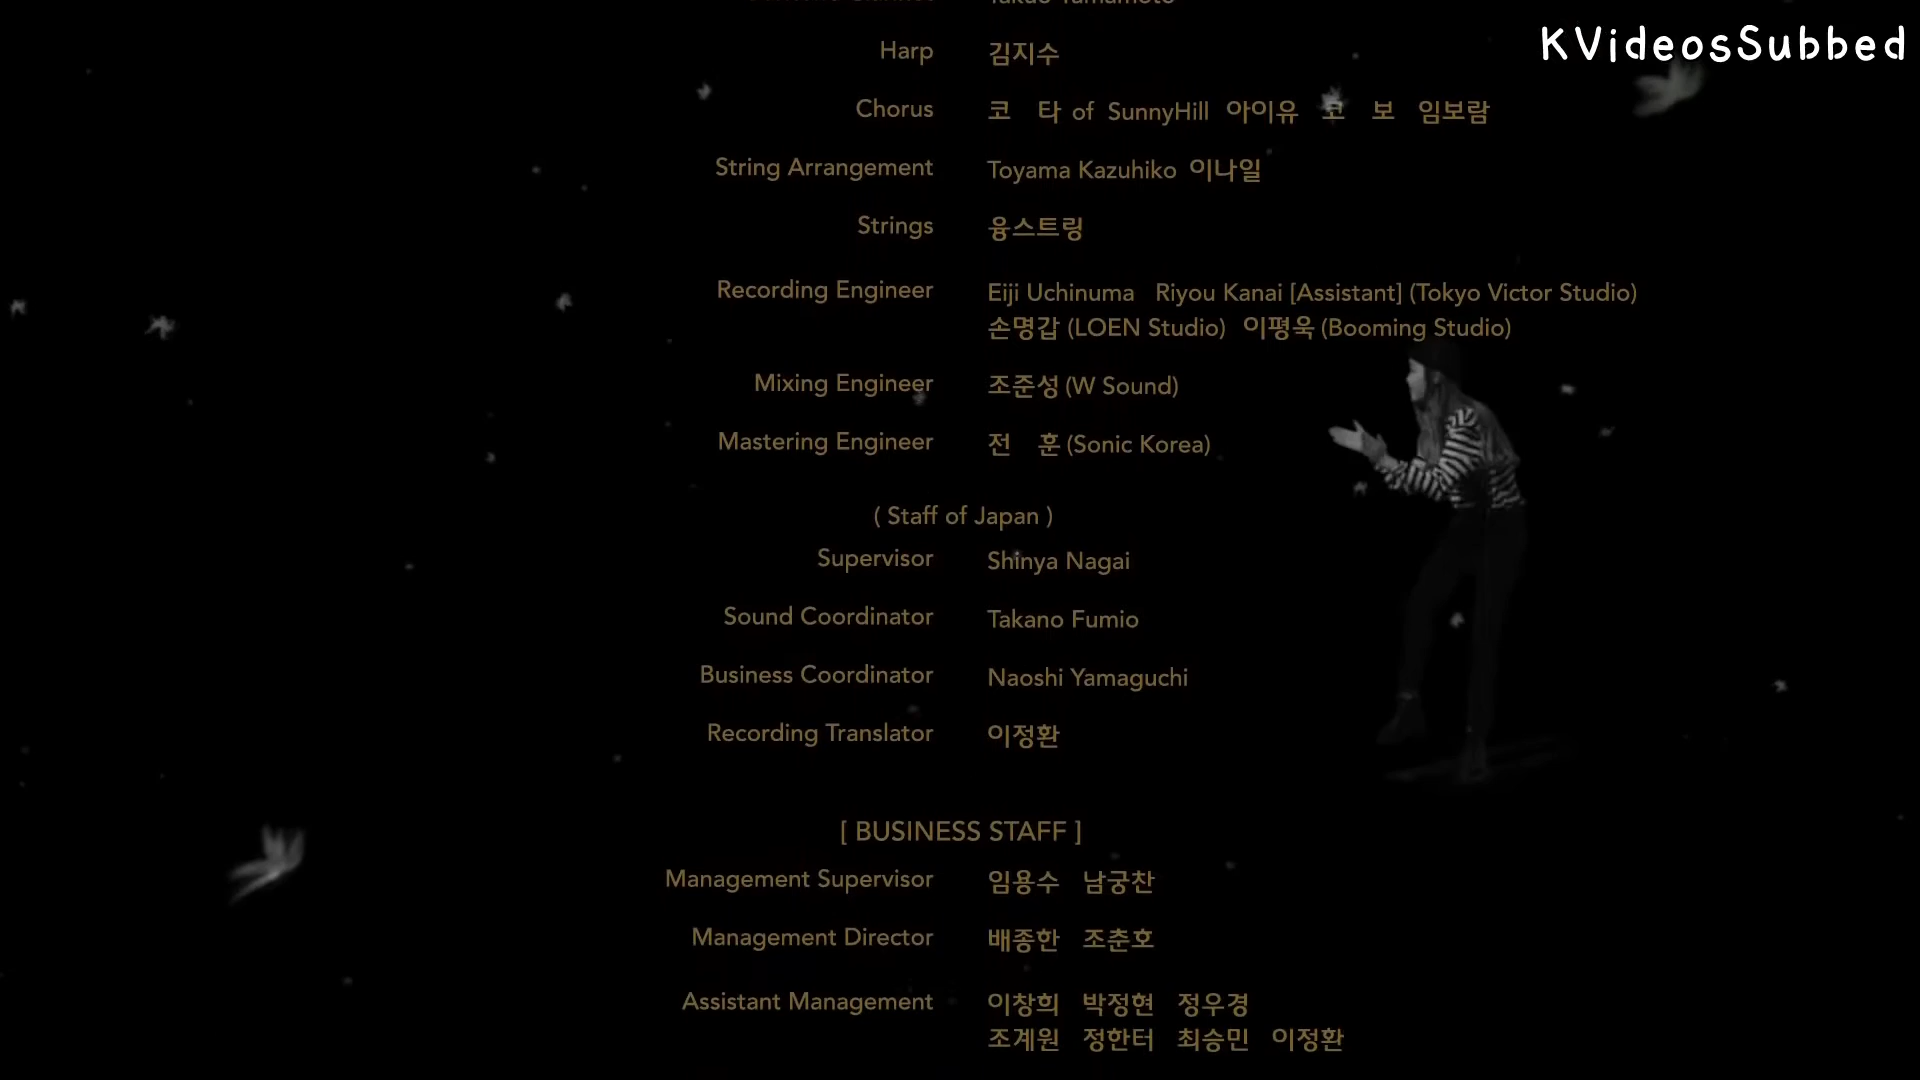 KVideosSubbed
Harp 김지수
Chorus 코 타 of SunnyHill 아이유 코 보 임보람
String Arrangement Toyama Kazuhiko 이나일
Strings 융스트링
Recording Engineer Eiji Uchinuma Riyou Kanai [Assistant] (Tokyo Victor Studio)
손명갑 (LOEN Studio) 이평욱 (Booming Studio)
Mixing Engineer 조준성 (W Sound)
Mastering Engineer 전 훈 (Sonic Korea)
( Staff of Japan )
Supervisor Shinya Nagai
Sound Coordinator Takano Fumio
Business Coordinator Naoshi Yamaguchi
Recording Translator 이정환
[ BUSINESS STAFF ]
Management Supervisor 임용수 남궁찬
Management Director 배종한 조춘호
Assistant Management 이창희 박정현 정우경
조계원 정한터 최승민 이정환